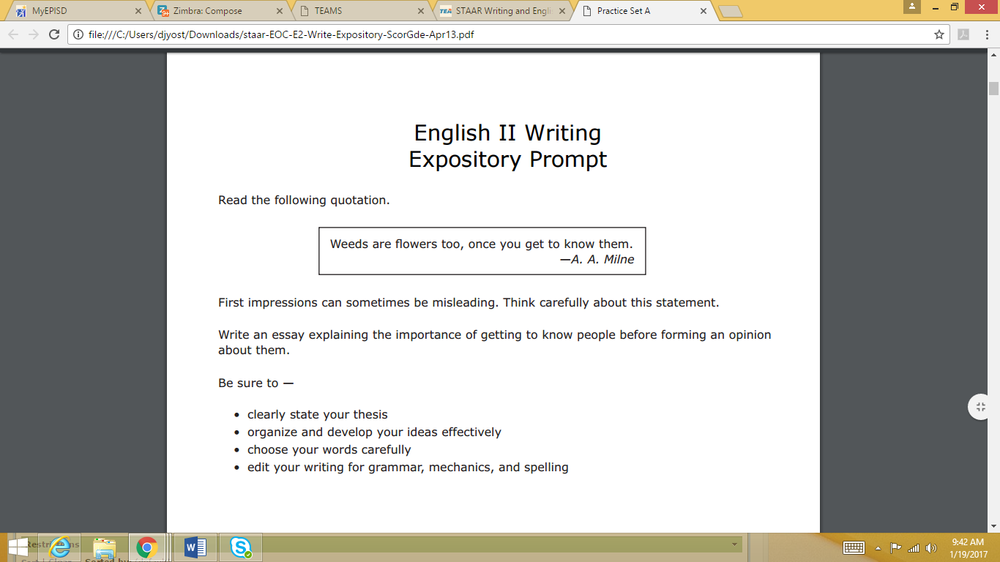 MyEPISD
Zimbra: Compose
TEAMS
STAAR Writing and Engli
Practice Set A
file:///C:/Users/djyost/Downloads/staar-EOC-E2-Write-Expository-ScorGde-Apr13.pdf
English II Writing
Expository Prompt
Read the following quotation.
Weeds are flowers too, once you get to know them.
—A. A. Milne
First impressions can sometimes be misleading. Think carefully about this statement.
Write an essay explaining the importance of getting to know people before forming an opinion
about them.
Be sure to —
• clearly state your thesis
• organize and develop your ideas effectively
• choose your words carefully
• edit your writing for grammar, mechanics, and spelling
9:42 AM
1/19/2017